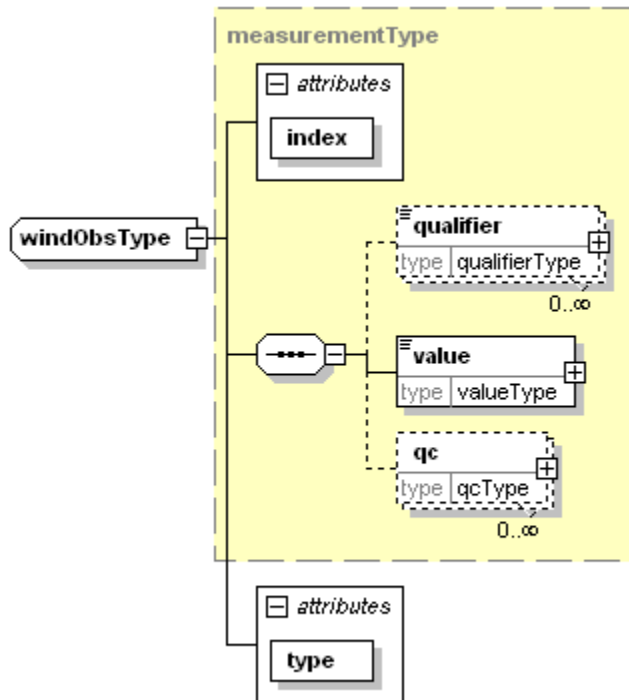 measurementType
attributes
index
windObsType
qualifier
type qualifierType
0..∞
value
type valueType
qc
type qcType
0..∞
attributes
type